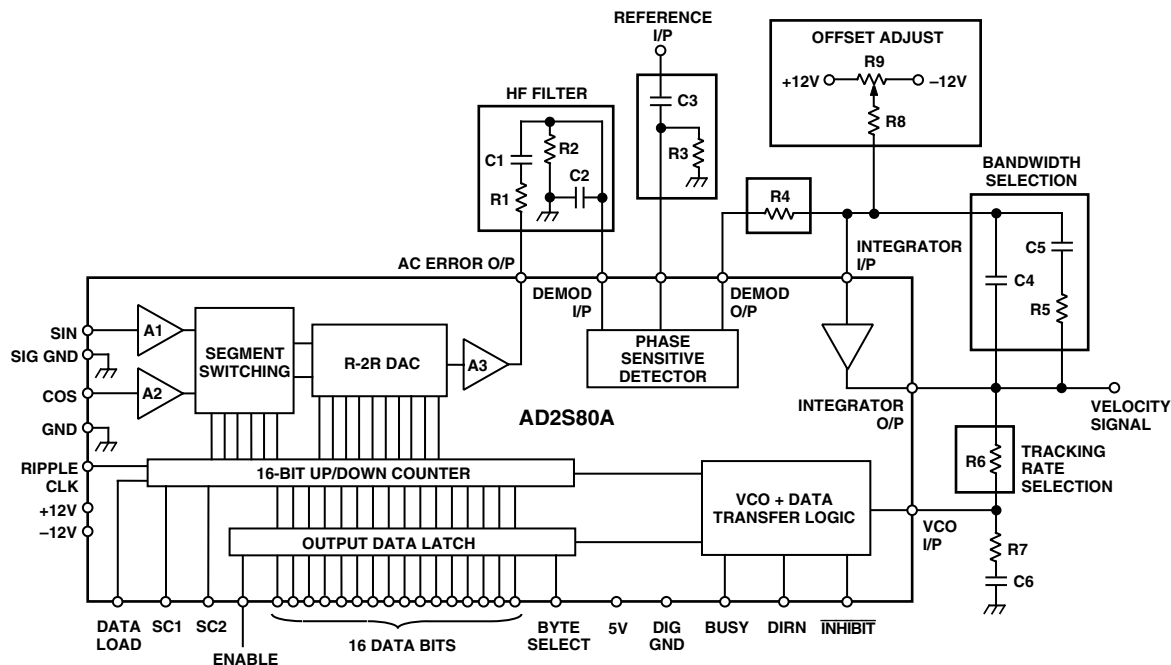 REFERENCE
I/P
OFFSET ADJUST
R9
+12V
–12V
R8
HF FILTER
C1
R2
C2
R1
C3
R3
R4
BANDWIDTH
SELECTION
C5
C4
R5
AC ERROR O/P
DEMOD
I/P
DEMOD
O/P
INTEGRATOR
I/P
SIN
A1
SIG GND
COS
A2
GND
SEGMENT
SWITCHING
R-2R DAC
A3
PHASE
SENSITIVE
DETECTOR
AD2S80A
INTEGRATOR
O/P
VELOCITY
SIGNAL
R6
TRACKING
RATE
SELECTION
RIPPLE
CLK
+12V
–12V
16-BIT UP/DOWN COUNTER
OUTPUT DATA LATCH
VCO + DATA
TRANSFER LOGIC
VCO
I/P
R7
C6
DATA
LOAD
SC1
SC2
ENABLE
16 DATA BITS
BYTE
SELECT
5V
DIG
GND
BUSY
DIRN
INHIBIT